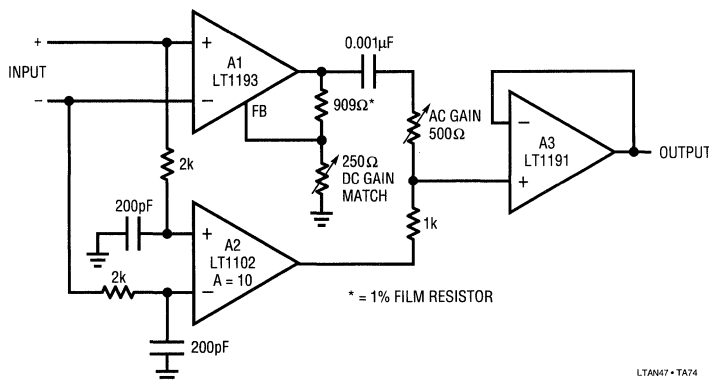 INPUT
+
−
+
−
A1
LT1193
FB
0.001µF
909Ω*
250Ω
DC GAIN
MATCH
AC GAIN
500Ω
−
+
A3
LT1191
OUTPUT
2k
200pF
+
−
A2
LT1102
A = 10
2k
200pF
1k
* = 1% FILM RESISTOR
LTAN47 • TA74